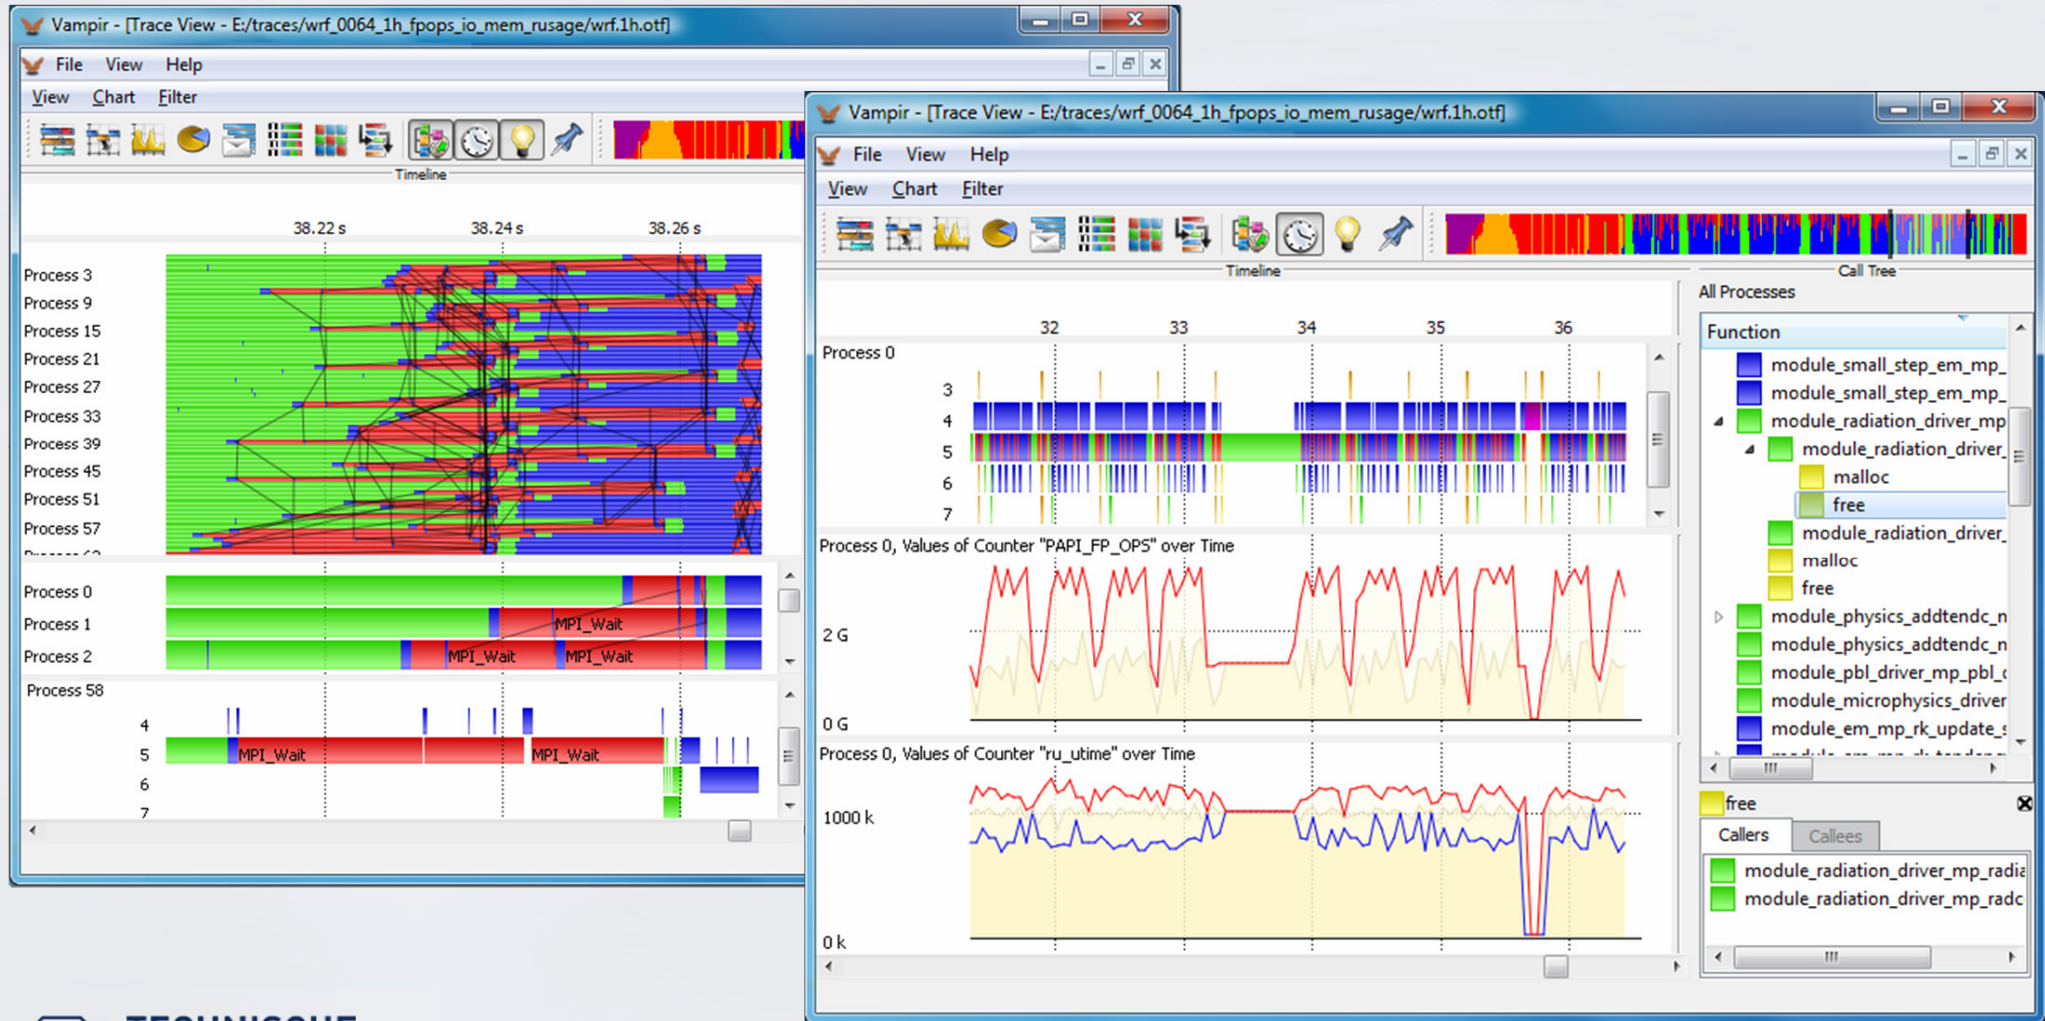 Vampir - [Trace View - E:/traces/wrf_0064_1h_fpops_io_mem_rusage/wrf.1h.otf]
File View Help
View Chart Filter
Timeline
38.22 s 38.24 s 38.26 s
Process 3
Process 9
Process 15
Process 21
Process 27
Process 33
Process 39
Process 45
Process 51
Process 57
Process 0
Process 1
MPI_Wait
Process 2
MPI_Wait MPI_Wait
Process 58
4
5
MPI_Wait MPI_Wait
6
7
Vampir - [Trace View - E:/traces/wrf_0064_1h_fpops_io_mem_rusage/wrf.1h.otf]
File View Help
View Chart Filter
Timeline
32 33 34 35 36
Process 0
3
4
5
6
7
Process 0, Values of Counter "PAPI_FP_OPS" over Time
2 G
0 G
Process 0, Values of Counter "ru_utime" over Time
1000 k
0 k
Call Tree
All Processes
Function
module_small_step_em_mp_
module_small_step_em_mp_
module_radiation_driver_mp
module_radiation_driver_
malloc
free
module_radiation_driver_
malloc
free
module_physics_addtendc_n
module_physics_addtendc_n
module_pbl_driver_mp_pbl_
module_microphysics_driver
module_em_mp_rk_update_s
free
Callers Callees
module_radiation_driver_mp_radia
module_radiation_driver_mp_radc
TECHNISCHE